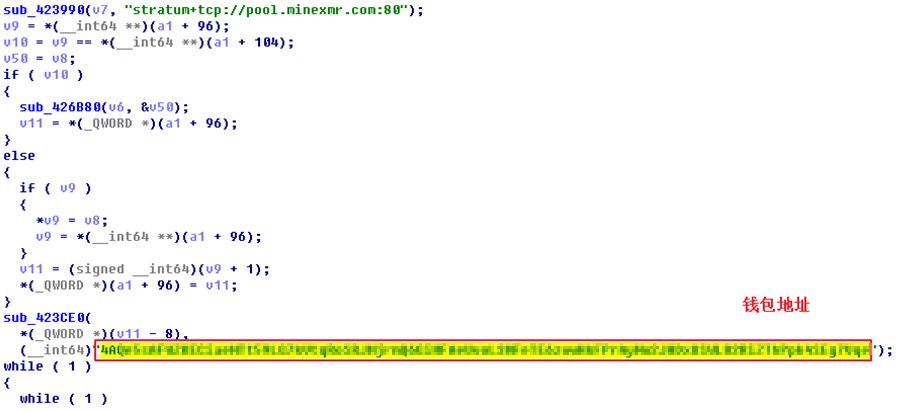 sub_423990(v7, "stratum+tcp://pool.minexmr.com:80");
v9 = *(__int64 **)(a1 + 96);
v10 = v9 == *(__int64 **)(a1 + 104);
v50 = v8;
if ( v10 )
{
sub_426B80(v6, &v50);
v11 = *(_QWORD *)(a1 + 96);
}
else
{
if ( v9 )
{
*v9 = v8;
v9 = *(__int64 **)(a1 + 96);
}
v11 = (signed __int64)(v9 + 1);
*(_QWORD *)(a1 + 96) = v11;
}
钱包地址
sub_423CE0(
*(_QWORD *)(v11 - 8),
(__int64)"4AQ");
while ( 1 )
{
while ( 1 )